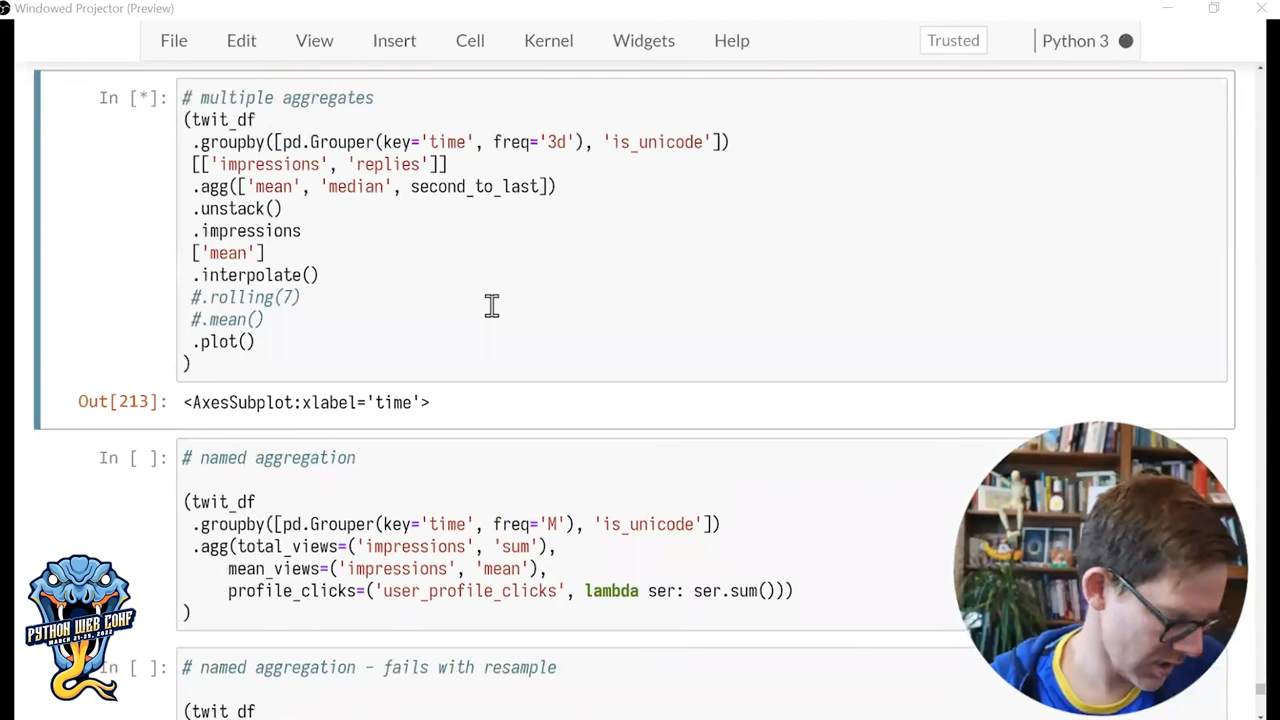 Windowed Projector (Preview)
File Edit View Insert Cell Kernel Widgets Help Trusted Python 3
In [*]:
# multiple aggregates
(twit_df
.groupby([pd.Grouper(key='time', freq='3d'), 'is_unicode'])
[['impressions', 'replies']]
.agg(['mean', 'median', second_to_last])
.unstack()
.impressions
['mean']
.interpolate()
#.rolling(7)
#.mean()
.plot()
)
Out[213]: <AxesSubplot:xlabel='time'>
In [ ]:
# named aggregation
(twit_df
.groupby([pd.Grouper(key='time', freq='M'), 'is_unicode'])
.agg(total_views=('impressions', 'sum'),
mean_views=('impressions', 'mean'),
profile_clicks=('user_profile_clicks', lambda ser: ser.sum()))
)
In [ ]:
# named aggregation - fails with resample
(twit_df
PYTHON WEB CONF
MARCH 21-25, 2022